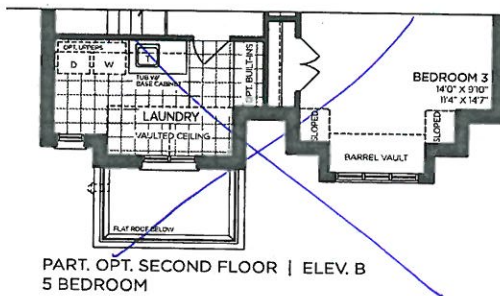 OPT. UPPERS
D
W
T
TUB W/
BASE CABINET
OPT. BUILT-INS
LAUNDRY
VAULTED CEILING
BEDROOM 3
14'0" X 9'10"
11'4" X 14'7"
SLOPED
SLOPED
BARREL VAULT
FLAT ROOF BELOW
PART. OPT. SECOND FLOOR | ELEV. B
5 BEDROOM